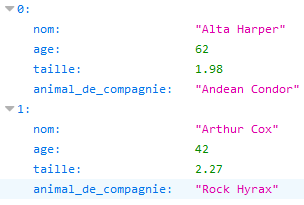 0:
nom: "Alta Harper"
age: 62
taille: 1.98
animal_de_compagnie: "Andean Condor"
1:
nom: "Arthur Cox"
age: 42
taille: 2.27
animal_de_compagnie: "Rock Hyrax"